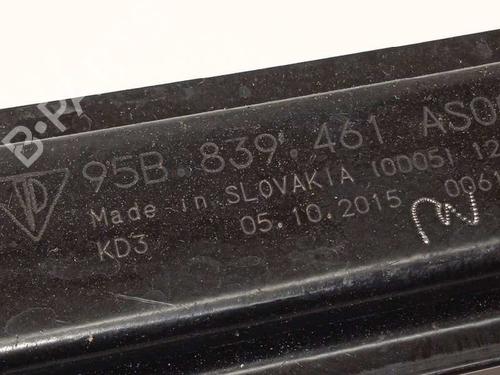 95B.839.461 AS0
Made in SLOVAKIA (0005) 12
05.10.2015 0061
KD3